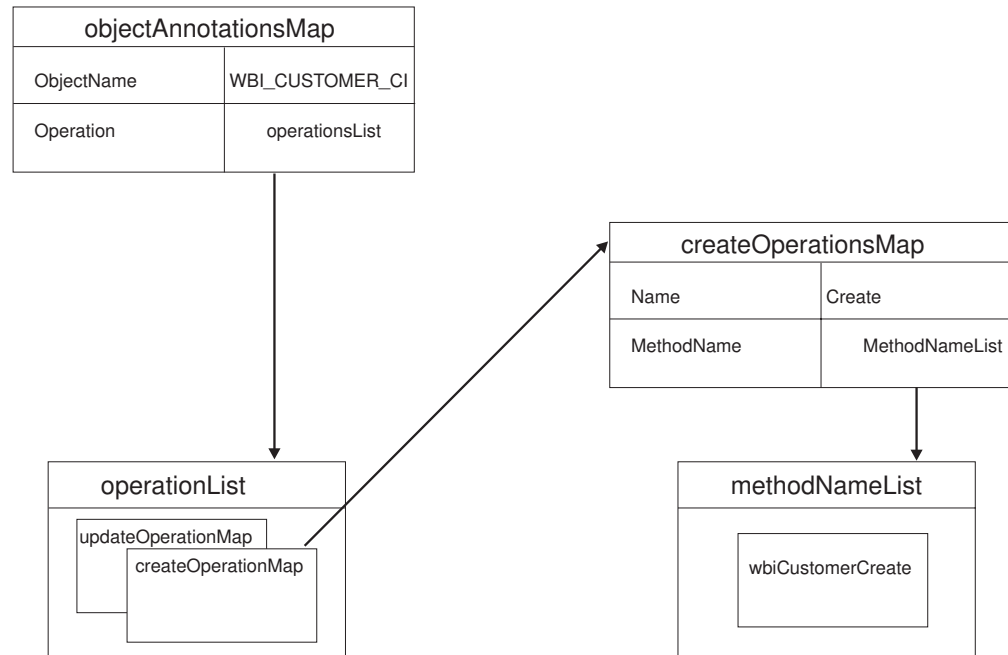 objectAnnotationsMap
ObjectName WBI_CUSTOMER_CI
Operation operationsList
createOperationsMap
Name Create
MethodName MethodNameList
operationList
updateOperationMap
createOperationMap
methodNameList
wbiCustomerCreate